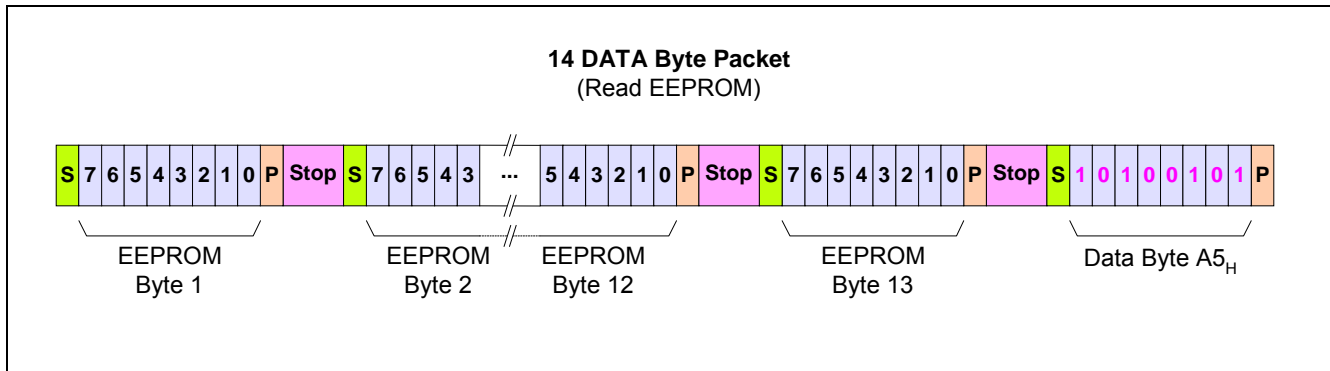 14 DATA Byte Packet
(Read EEPROM)
S 7 6 5 4 3 2 1 0 P Stop S 7 6 5 4 3 ... 5 4 3 2 1 0 P Stop S 7 6 5 4 3 2 1 0 P Stop S 1 0 1 0 0 1 0 1 P
EEPROM EEPROM EEPROM EEPROM Data Byte A5H
Byte 1 Byte 2 Byte 12 Byte 13